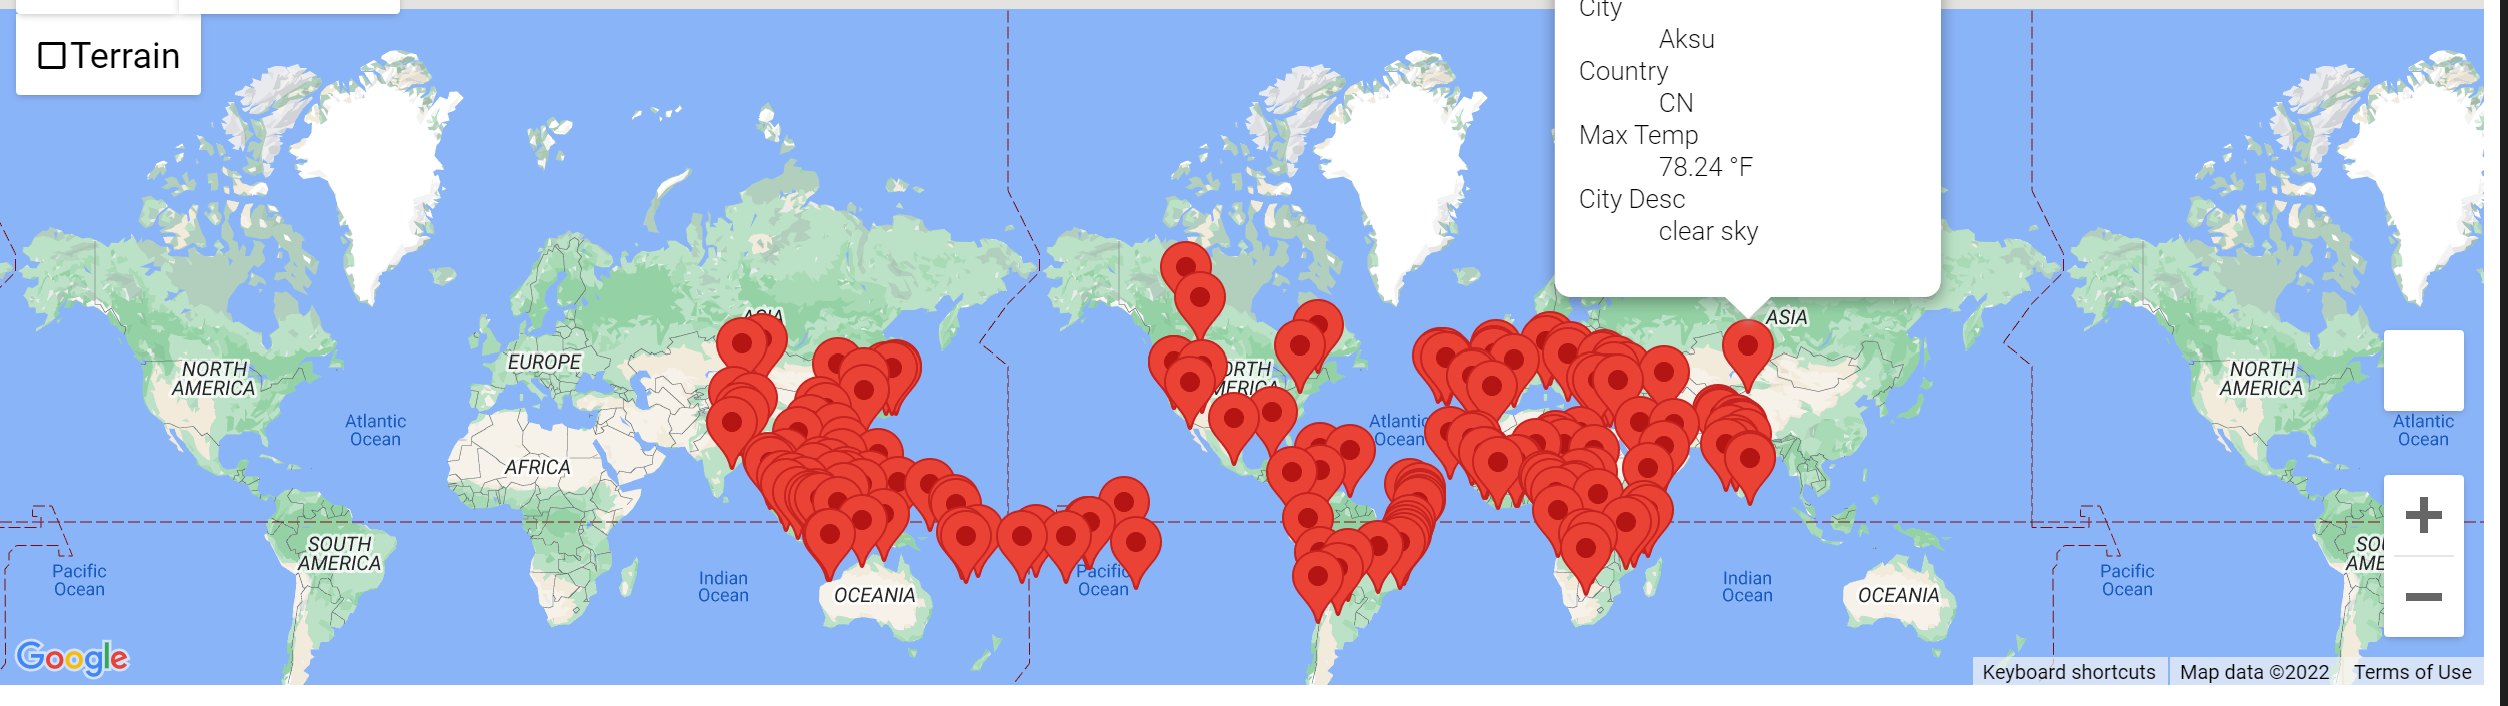 Terrain
City
Aksu
Country
CN
Max Temp
78.24 °F
City Desc
clear sky
ASIA
ASIA
EUROPE
NORTH
AMERICA
ORTH
MERICA
NORTH
AMERICA
Atlantic
Ocean
Atlantic
Ocean
Atlantic
Ocean
AFRICA
SOUTH
AMERICA
SOU
AME
Pacific
Ocean
Indian
Ocean
OCEANIA
Pacific
Ocean
Indian
Ocean
OCEANIA
Pacific
Ocean
Google
Keyboard shortcuts
Map data ©2022
Terms of Use